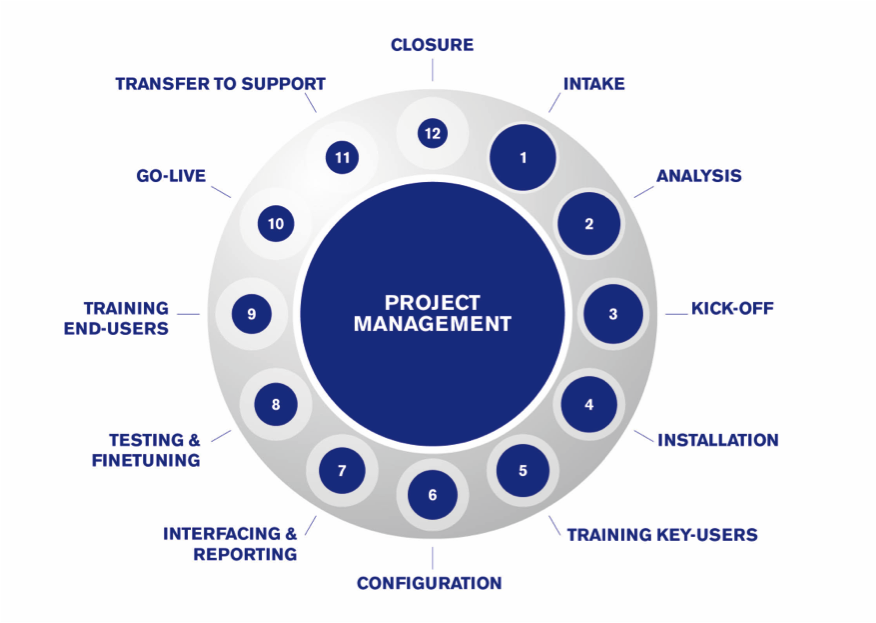 CLOSURE
TRANSFER TO SUPPORT
INTAKE
12
11
1
GO-LIVE
ANALYSIS
10
2
TRAINING
END-USERS
9
PROJECT
MANAGEMENT
3
KICK-OFF
8
4
TESTING &
FINETUNING
INSTALLATION
7
6
5
INTERFACING &
REPORTING
TRAINING KEY-USERS
CONFIGURATION